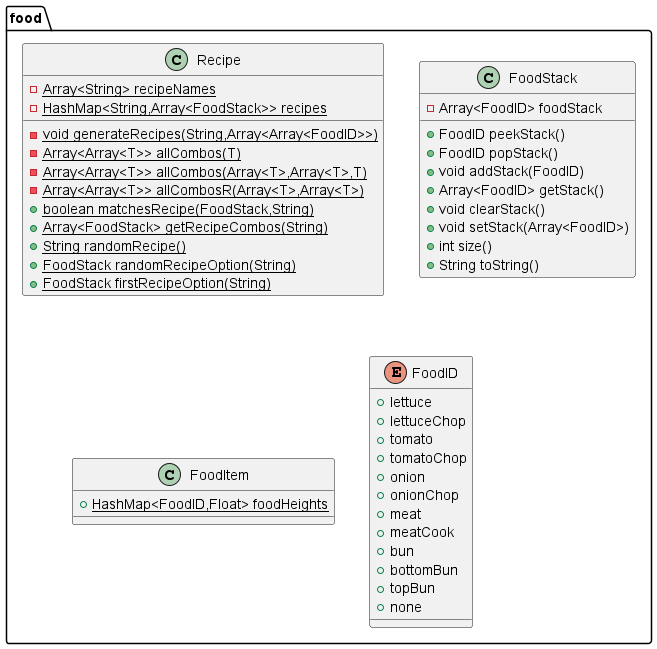 food
C Recipe
Array<String> recipeNames
HashMap<String,Array<FoodStack>> recipes
void generateRecipes(String,Array<Array<FoodID>>)
Array<Array<T>> allCombos(T)
Array<Array<T>> allCombos(Array<T>,Array<T>,T)
Array<Array<T>> allCombosR(Array<T>,Array<T>)
boolean matchesRecipe(FoodStack,String)
Array<FoodStack> getRecipeCombos(String)
String randomRecipe()
FoodStack randomRecipeOption(String)
FoodStack firstRecipeOption(String)
C FoodStack
Array<FoodID> foodStack
FoodID peekStack()
FoodID popStack()
void addStack(FoodID)
Array<FoodID> getStack()
void clearStack()
void setStack(Array<FoodID>)
int size()
String toString()
C FoodItem
HashMap<FoodID,Float> foodHeights
E FoodID
lettuce
lettuceChop
tomato
tomatoChop
onion
onionChop
meat
meatCook
bun
bottomBun
topBun
none